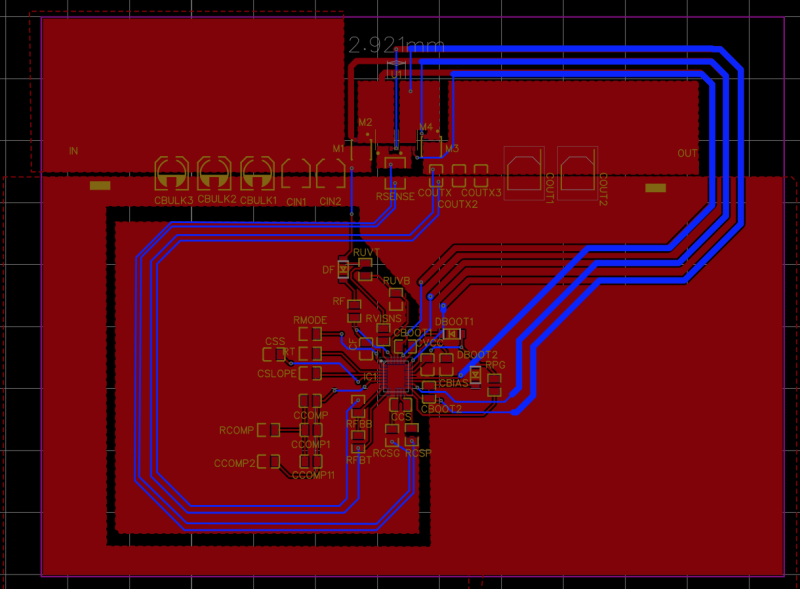 2.921mm
U1
M2
M4
M1
M3
IN
OUT
CBULK3
CBULK2
CBULK1
CIN1
CIN2
RSENSE
COUTX
COUTX3
COUTX2
COUT1
COUT2
RUVT
DF
RUVB
RF
RVISNS
RMODE
DBOOT1
CBOOT1
CSS
RT
CF
CVCC
DBOOT2
RPG
CSLOPE
IC1
CBIAS
CBOOT2
CCOMP
CCS
RCOMP
RFBB
CCOMP1
RCSG
RCSP
CCOMP2
RFBT
CCOMP11